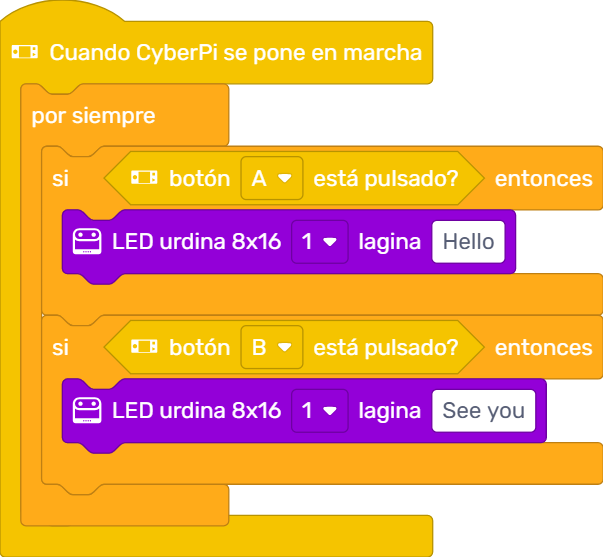 Cuando CyberPi se pone en marcha
por siempre
si botón A está pulsado? entonces
LED urdina 8x16 1 lagina Hello
si botón B está pulsado? entonces
LED urdina 8x16 1 lagina See you